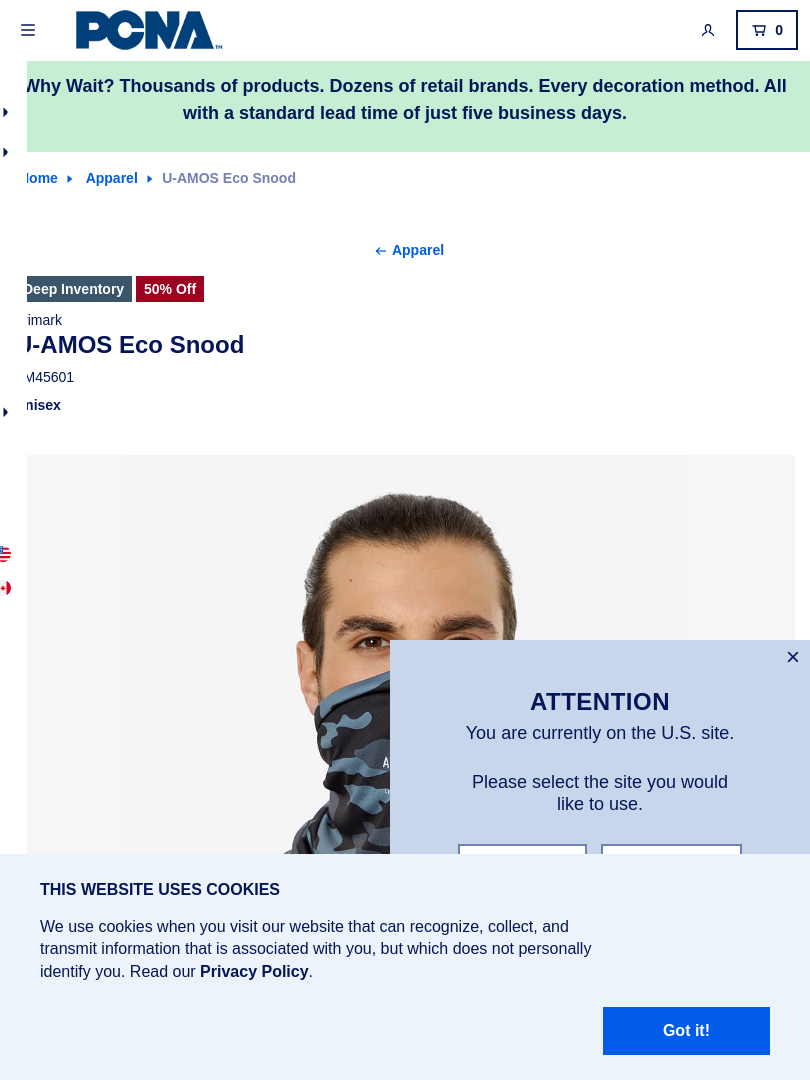 PCNA™
0
Why Wait? Thousands of products. Dozens of retail brands. Every decoration method. All
with a standard lead time of just five business days.
Home Apparel U-AMOS Eco Snood
Apparel
Deep Inventory 50% Off
U-AMOS Eco Snood
ATTENTION
You are currently on the U.S. site.
Please select the site you would
like to use.
THIS WEBSITE USES COOKIES
We use cookies when you visit our website that can recognize, collect, and
transmit information that is associated with you, but which does not personally
identify you. Read our Privacy Policy.
Got it!